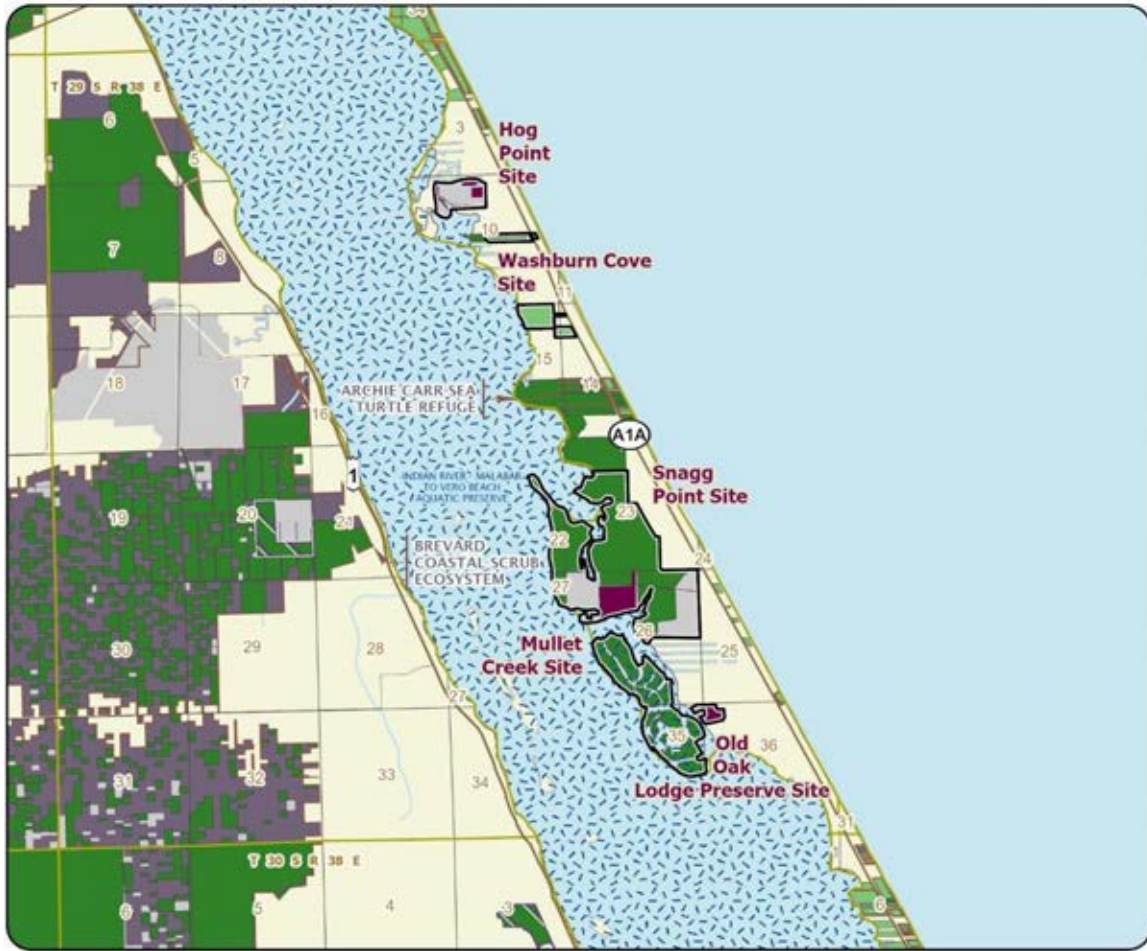 34
T 29 S R 38 E
6
3
5
Hog
Point
Site
10
7
8
Washburn Cove
Site
11
15
18
17
14
16
ARCHIE CARR SEA
TURTLE REFUGE
A1A
1
INDIAN RIVER - MALABAR
TO VERO BEACH
AQUATIC PRESERVE
Snagg
Point Site
19
20
21
23
22
24
BREVARD
COASTAL SCRUB
ECOSYSTEM
27
26
30
29
28
Mullet
Creek Site
25
27
35
36
Old
Oak
Lodge Preserve Site
31
32
33
34
31
T 30 S R 38 E
6
5
4
3
6